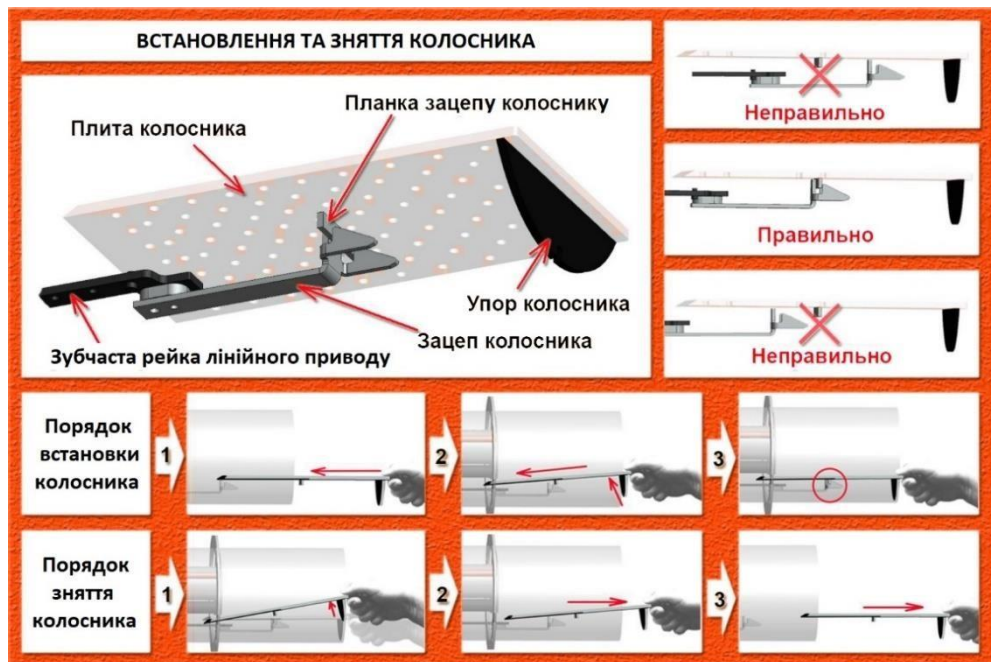 ВСТАНОВЛЕННЯ ТА ЗНЯТТЯ КОЛОСНИКА
Планка зацепу колоснику
Плита колосника
Упор колосника
Зацеп колосника
Зубчаста рейка лінійного приводу
Неправильно
Правильно
Неправильно
Порядок
встановки
колосника
1
2
3
Порядок
зняття
колосника
1
2
3